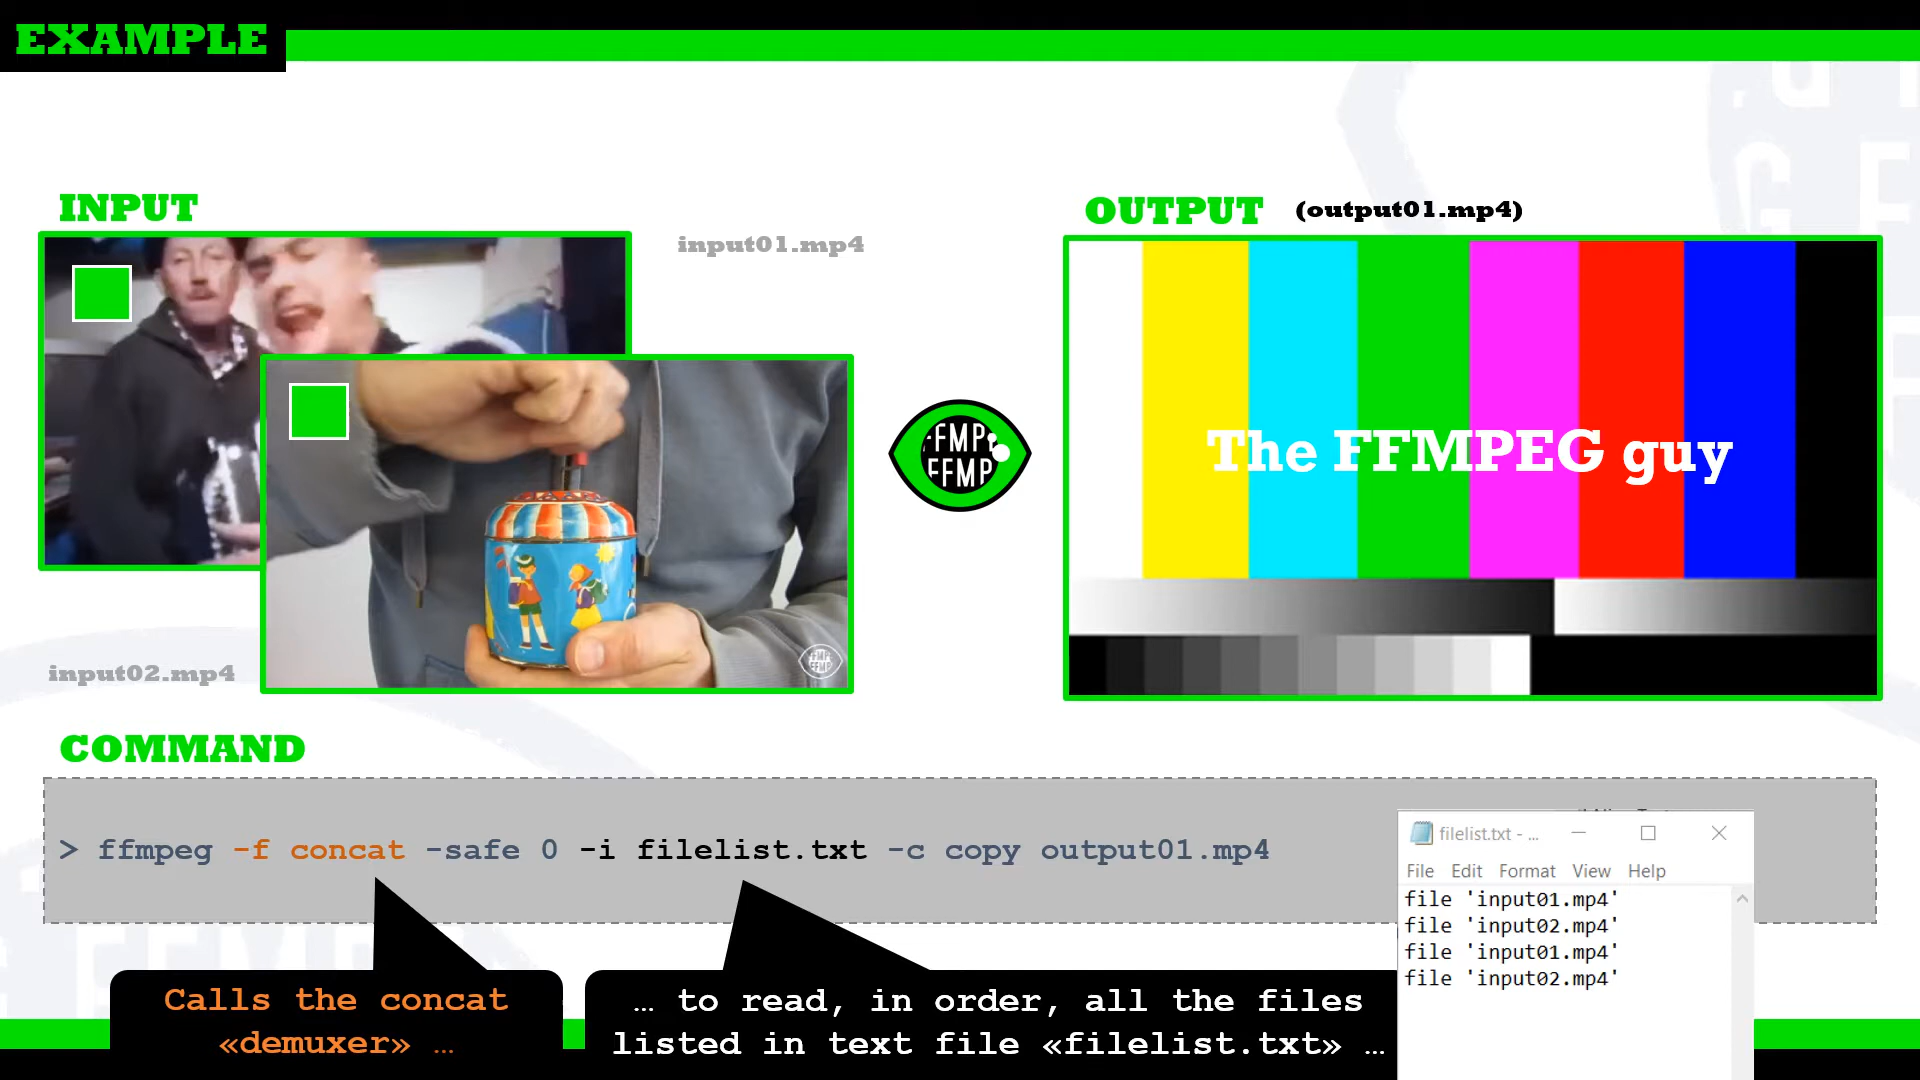 EXAMPLE
INPUT
input01.mp4
OUTPUT (output01.mp4)
The FFMPEG guy
FFMP
FFMP
input02.mp4
COMMAND
> ffmpeg -f concat -safe 0 -i filelist.txt -c copy output01.mp4
filelist.txt - ...
File Edit Format View Help
file 'input01.mp4'
file 'input02.mp4'
file 'input01.mp4'
file 'input02.mp4'
Calls the concat
«demuxer» …
… to read, in order, all the files
listed in text file «filelist.txt» …